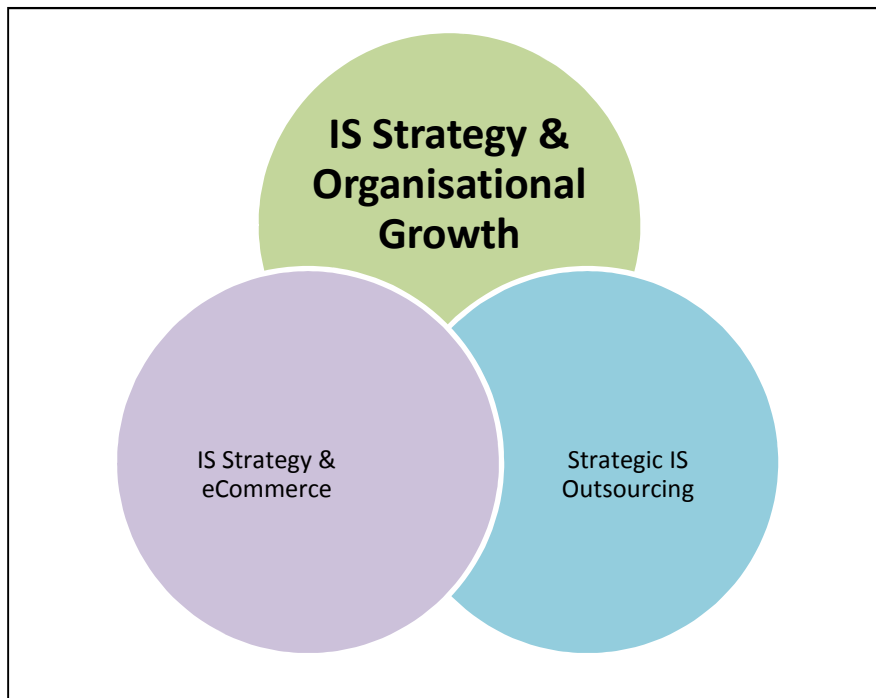 IS Strategy &
Organisational
Growth
IS Strategy &
eCommerce
Strategic IS
Outsourcing